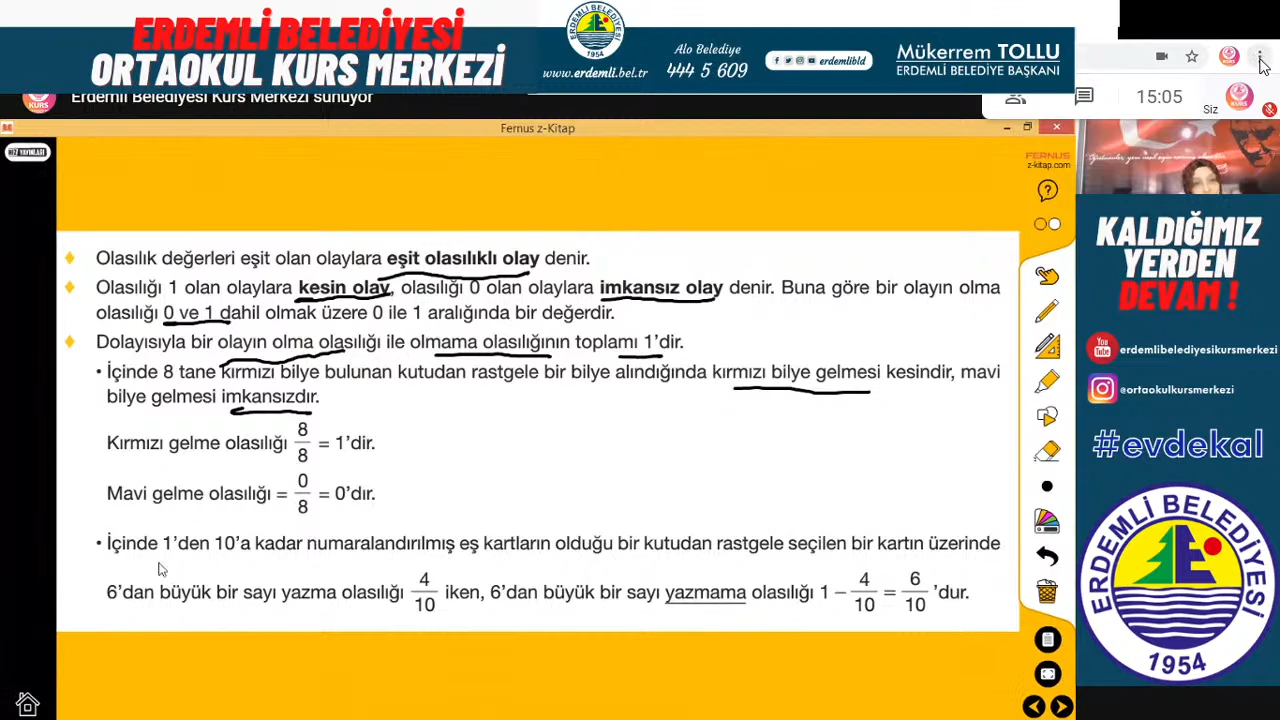 ERDEMLİ BELEDİYESİ
ORTAOKUL KURS MERKEZİ
1954
www.erdemli.bel.tr
Alo Belediye
444 5 609
erdemlibld
Mükerrem TOLLU
ERDEMLİ BELEDİYE BAŞKANI
Erdemli Belediyesi Kurs Merkezi sunuyor
15:05
Siz
KURS
Fernus z-Kitap
FERNUS
z-kitap.com
Olasılık değerleri eşit olan olaylara eşit olasılıklı olay denir.
Olasılığı 1 olan olaylara kesin olay, olasılığı 0 olan olaylara imkansız olay denir. Buna göre bir olayın olma
olasılığı 0 ve 1 dahil olmak üzere 0 ile 1 aralığında bir değerdir.
Dolayısıyla bir olayın olma olasılığı ile olmama olasılığının toplamı 1’dir.
• İçinde 8 tane kırmızı bilye bulunan kutudan rastgele bir bilye alındığında kırmızı bilye gelmesi kesindir, mavi
bilye gelmesi imkansızdır.
Kırmızı gelme olasılığı 8/8 = 1’dir.
Mavi gelme olasılığı = 0/8 = 0’dır.
• İçinde 1’den 10’a kadar numaralandırılmış eş kartların olduğu bir kutudan rastgele seçilen bir kartın üzerinde
6’dan büyük bir sayı yazma olasılığı 4/10 iken, 6’dan büyük bir sayı yazmama olasılığı 1 – 4/10 = 6/10 ’dur.
KALDIĞIMIZ
YERDEN
DEVAM !
You Tube
erdemlibelediyesikursmerkezi
@ortaokulkursmerkezi
#evdekal
ERDEMLİ BELEDİYESİ
1954